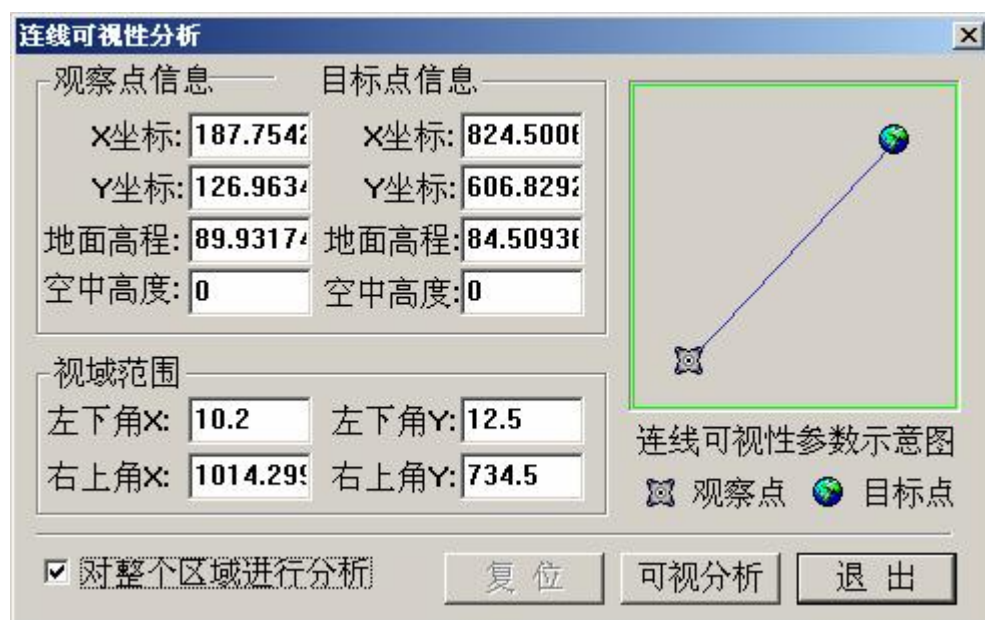 连线可视性分析
观察点信息 目标点信息
X坐标: 187.7542 X坐标: 824.5006
Y坐标: 126.9634 Y坐标: 606.8292
地面高程: 89.93174 地面高程: 84.50936
空中高度: 0 空中高度: 0
视域范围
左下角X: 10.2 左下角Y: 12.5
右上角X: 1014.299 右上角Y: 734.5
连线可视性参数示意图
观察点 目标点
对整个区域进行分析 复位 可视分析 退出